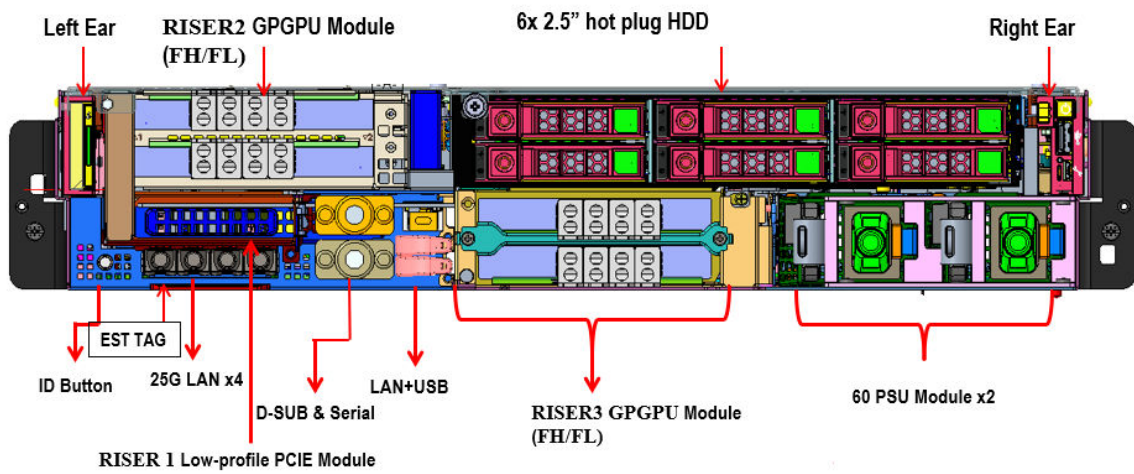 Left Ear
RISER2 GPGPU Module
(FH/FL)
6x 2.5” hot plug HDD
Right Ear
EST TAG
ID Button
25G LAN x4
D-SUB & Serial
LAN+USB
RISER3 GPGPU Module
(FH/FL)
60 PSU Module x2
RISER 1 Low-profile PCIE Module